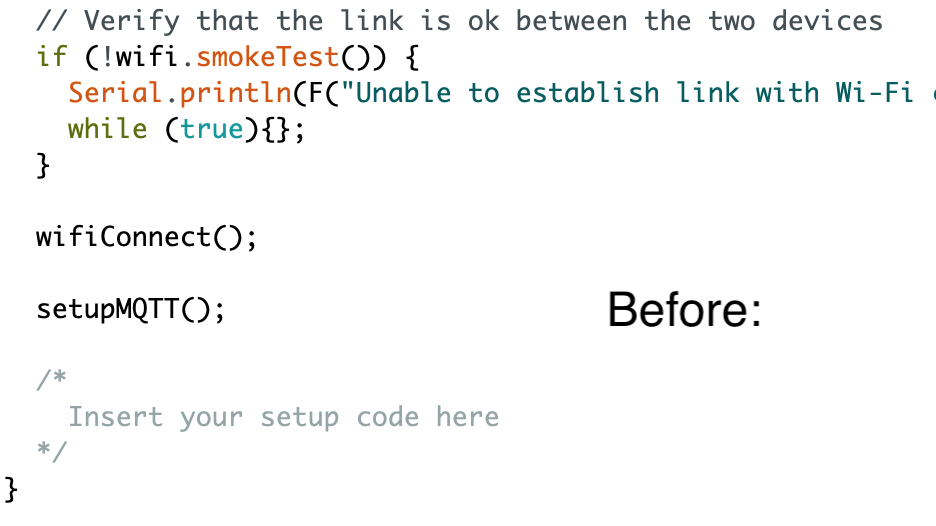 // Verify that the link is ok between the two devices
if (!wifi.smokeTest()) {
Serial.println(F("Unable to establish link with Wi-Fi
while (true){};
}
wifiConnect();
setupMQTT();
Before:
/*
Insert your setup code here
*/
}